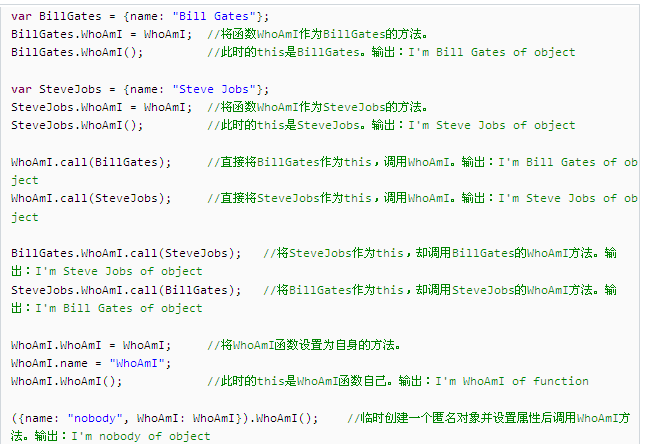 var BillGates = {name: "Bill Gates"};
BillGates.WhoAmI = WhoAmI;  //将函数WhoAmI作为BillGates的方法。
BillGates.WhoAmI();         //此时的this是BillGates。输出：I'm Bill Gates of object
var SteveJobs = {name: "Steve Jobs"};
SteveJobs.WhoAmI = WhoAmI;  //将函数WhoAmI作为SteveJobs的方法。
SteveJobs.WhoAmI();         //此时的this是SteveJobs。输出：I'm Steve Jobs of object
WhoAmI.call(BillGates);     //直接将BillGates作为this，调用WhoAmI。输出：I'm Bill Gates of ob
ject
WhoAmI.call(SteveJobs);     //直接将SteveJobs作为this，调用WhoAmI。输出：I'm Steve Jobs of ob
ject
BillGates.WhoAmI.call(SteveJobs);   //将SteveJobs作为this，却调用BillGates的WhoAmI方法。输
出：I'm Steve Jobs of object
SteveJobs.WhoAmI.call(BillGates);   //将BillGates作为this，却调用SteveJobs的WhoAmI方法。输
出：I'm Bill Gates of object
WhoAmI.WhoAmI = WhoAmI;     //将WhoAmI函数设置为自身的方法。
WhoAmI.name = "WhoAmI";
WhoAmI.WhoAmI();            //此时的this是WhoAmI函数自己。输出：I'm WhoAmI of function
({name: "nobody", WhoAmI: WhoAmI}).WhoAmI();    //临时创建一个匿名对象并设置属性后调用WhoAmI方
法。输出：I'm nobody of object